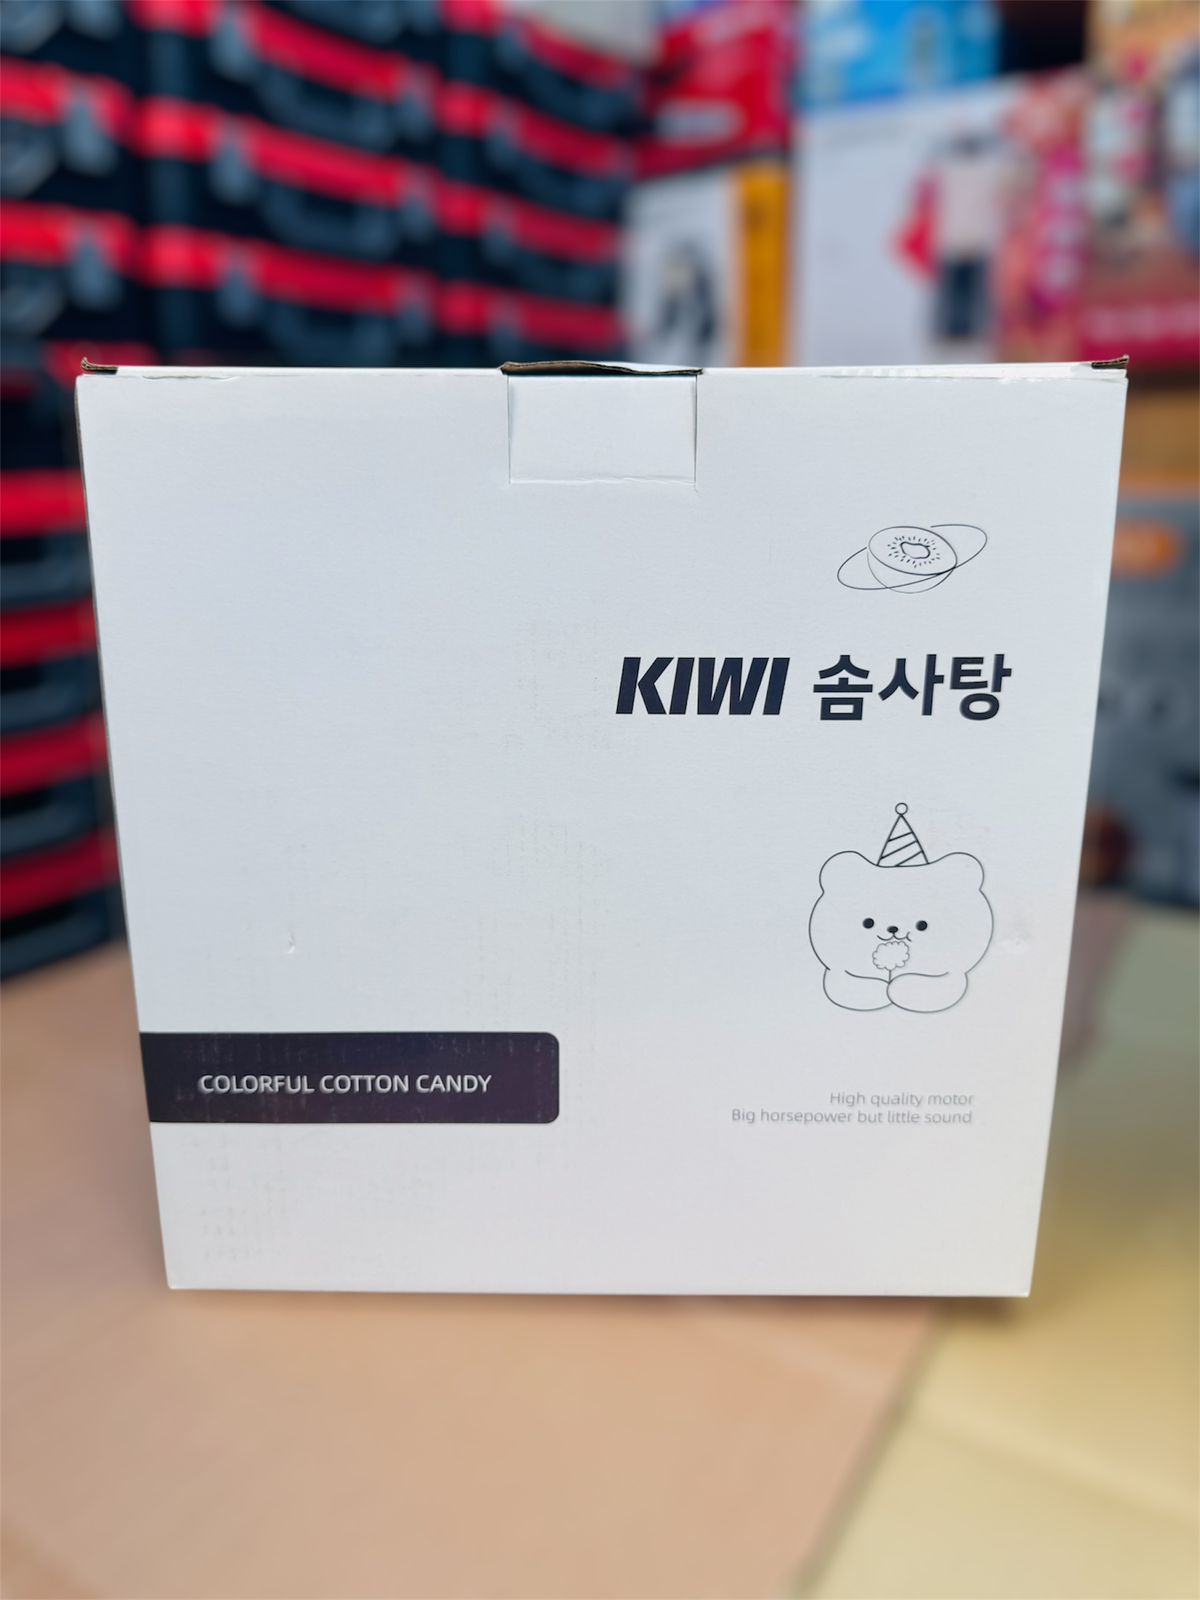 KIWI 솜사탕
COLORFUL COTTON CANDY
High quality motor
Big horsepower but little sound